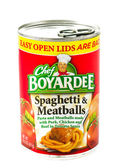 EASY OPEN LIDS ARE BACK
Chef
BOYARDEE
Spaghetti &
Meatballs
Pasta and Meatballs made
with Pork, Chicken and
Beef in Tomato Sauce